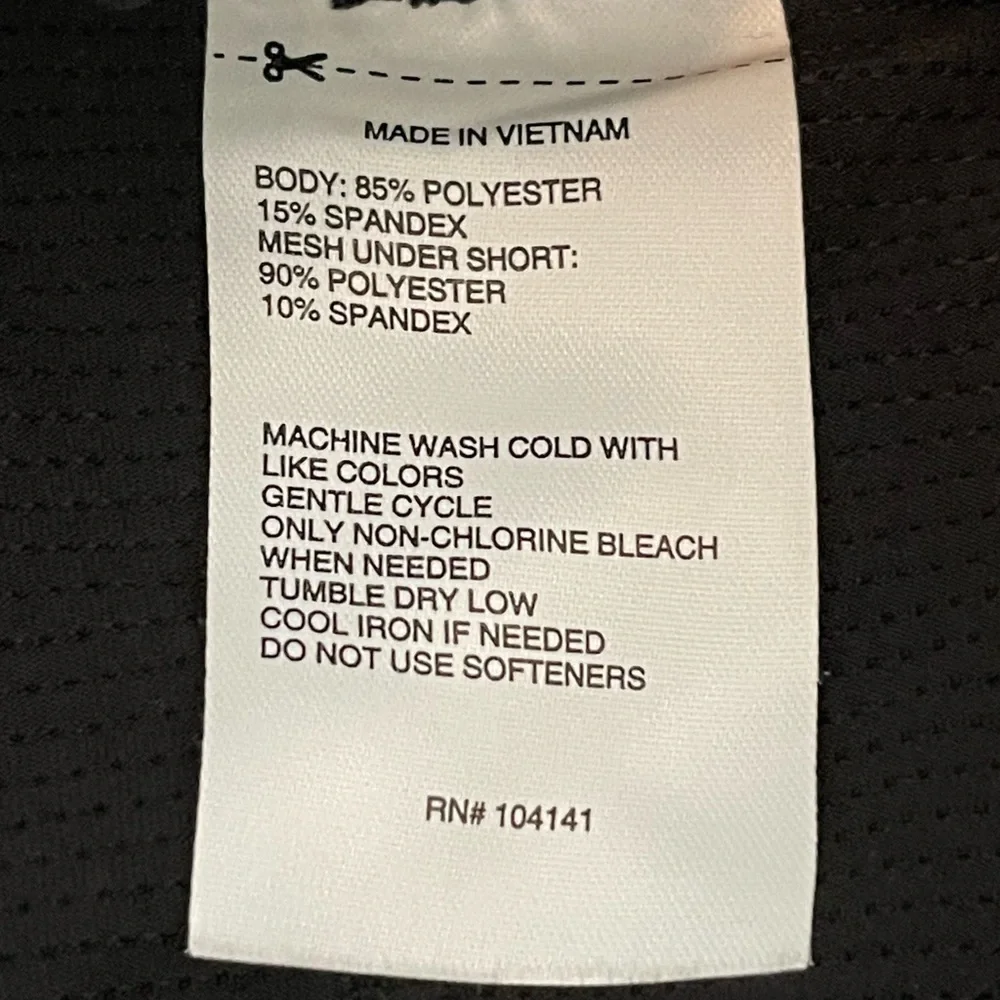 MADE IN VIETNAM
BODY: 85% POLYESTER
15% SPANDEX
MESH UNDER SHORT:
90% POLYESTER
10% SPANDEX
MACHINE WASH COLD WITH
LIKE COLORS
GENTLE CYCLE
ONLY NON-CHLORINE BLEACH
WHEN NEEDED
TUMBLE DRY LOW
COOL IRON IF NEEDED
DO NOT USE SOFTENERS
RN# 104141